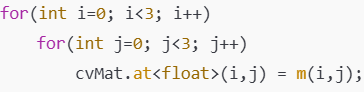 for(int i=0; i<3; i++)
    for(int j=0; j<3; j++)
        cvMat.at<float>(i,j) = m(i,j);